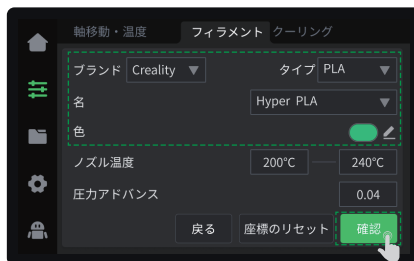 軸移動・温度 フィラメント クーリング
ブランド Creality タイプ PLA
名 Hyper PLA
色
ノズル温度 200°C 240°C
圧力アドバンス 0.04
戻る 座標のリセット 確認